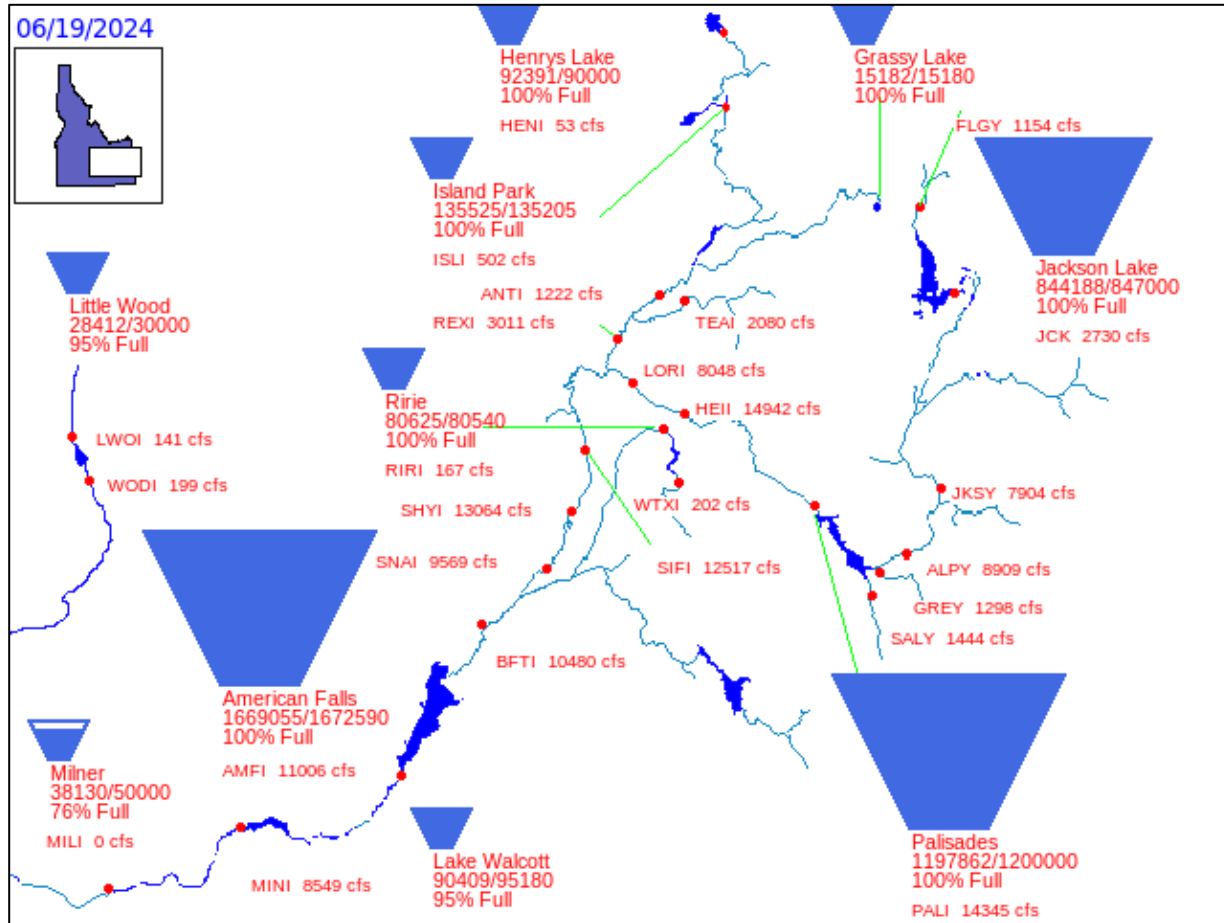 06/19/2024
Henrys Lake
92391/90000
100% Full
HENI 53 cfs
Grassy Lake
15182/15180
100% Full
FLGY 1154 cfs
Island Park
135525/135205
100% Full
ISLI 502 cfs
Jackson Lake
844188/847000
100% Full
JCK 2730 cfs
Little Wood
28412/30000
95% Full
ANTI 1222 cfs
REXI 3011 cfs
TEAI 2080 cfs
LORI 8048 cfs
Ririe
80625/80540
100% Full
RIRI 167 cfs
HEII 14942 cfs
LWOI 141 cfs
WODI 199 cfs
WTXI 202 cfs
JKSY 7904 cfs
SHYI 13064 cfs
SNAI 9569 cfs
SIFI 12517 cfs
ALPY 8909 cfs
GREY 1298 cfs
SALY 1444 cfs
BFTI 10480 cfs
American Falls
1669055/1672590
100% Full
AMFI 11006 cfs
Milner
38130/50000
76% Full
MILI 0 cfs
MINI 8549 cfs
Lake Walcott
90409/95180
95% Full
Palisades
1197862/1200000
100% Full
PALI 14345 cfs